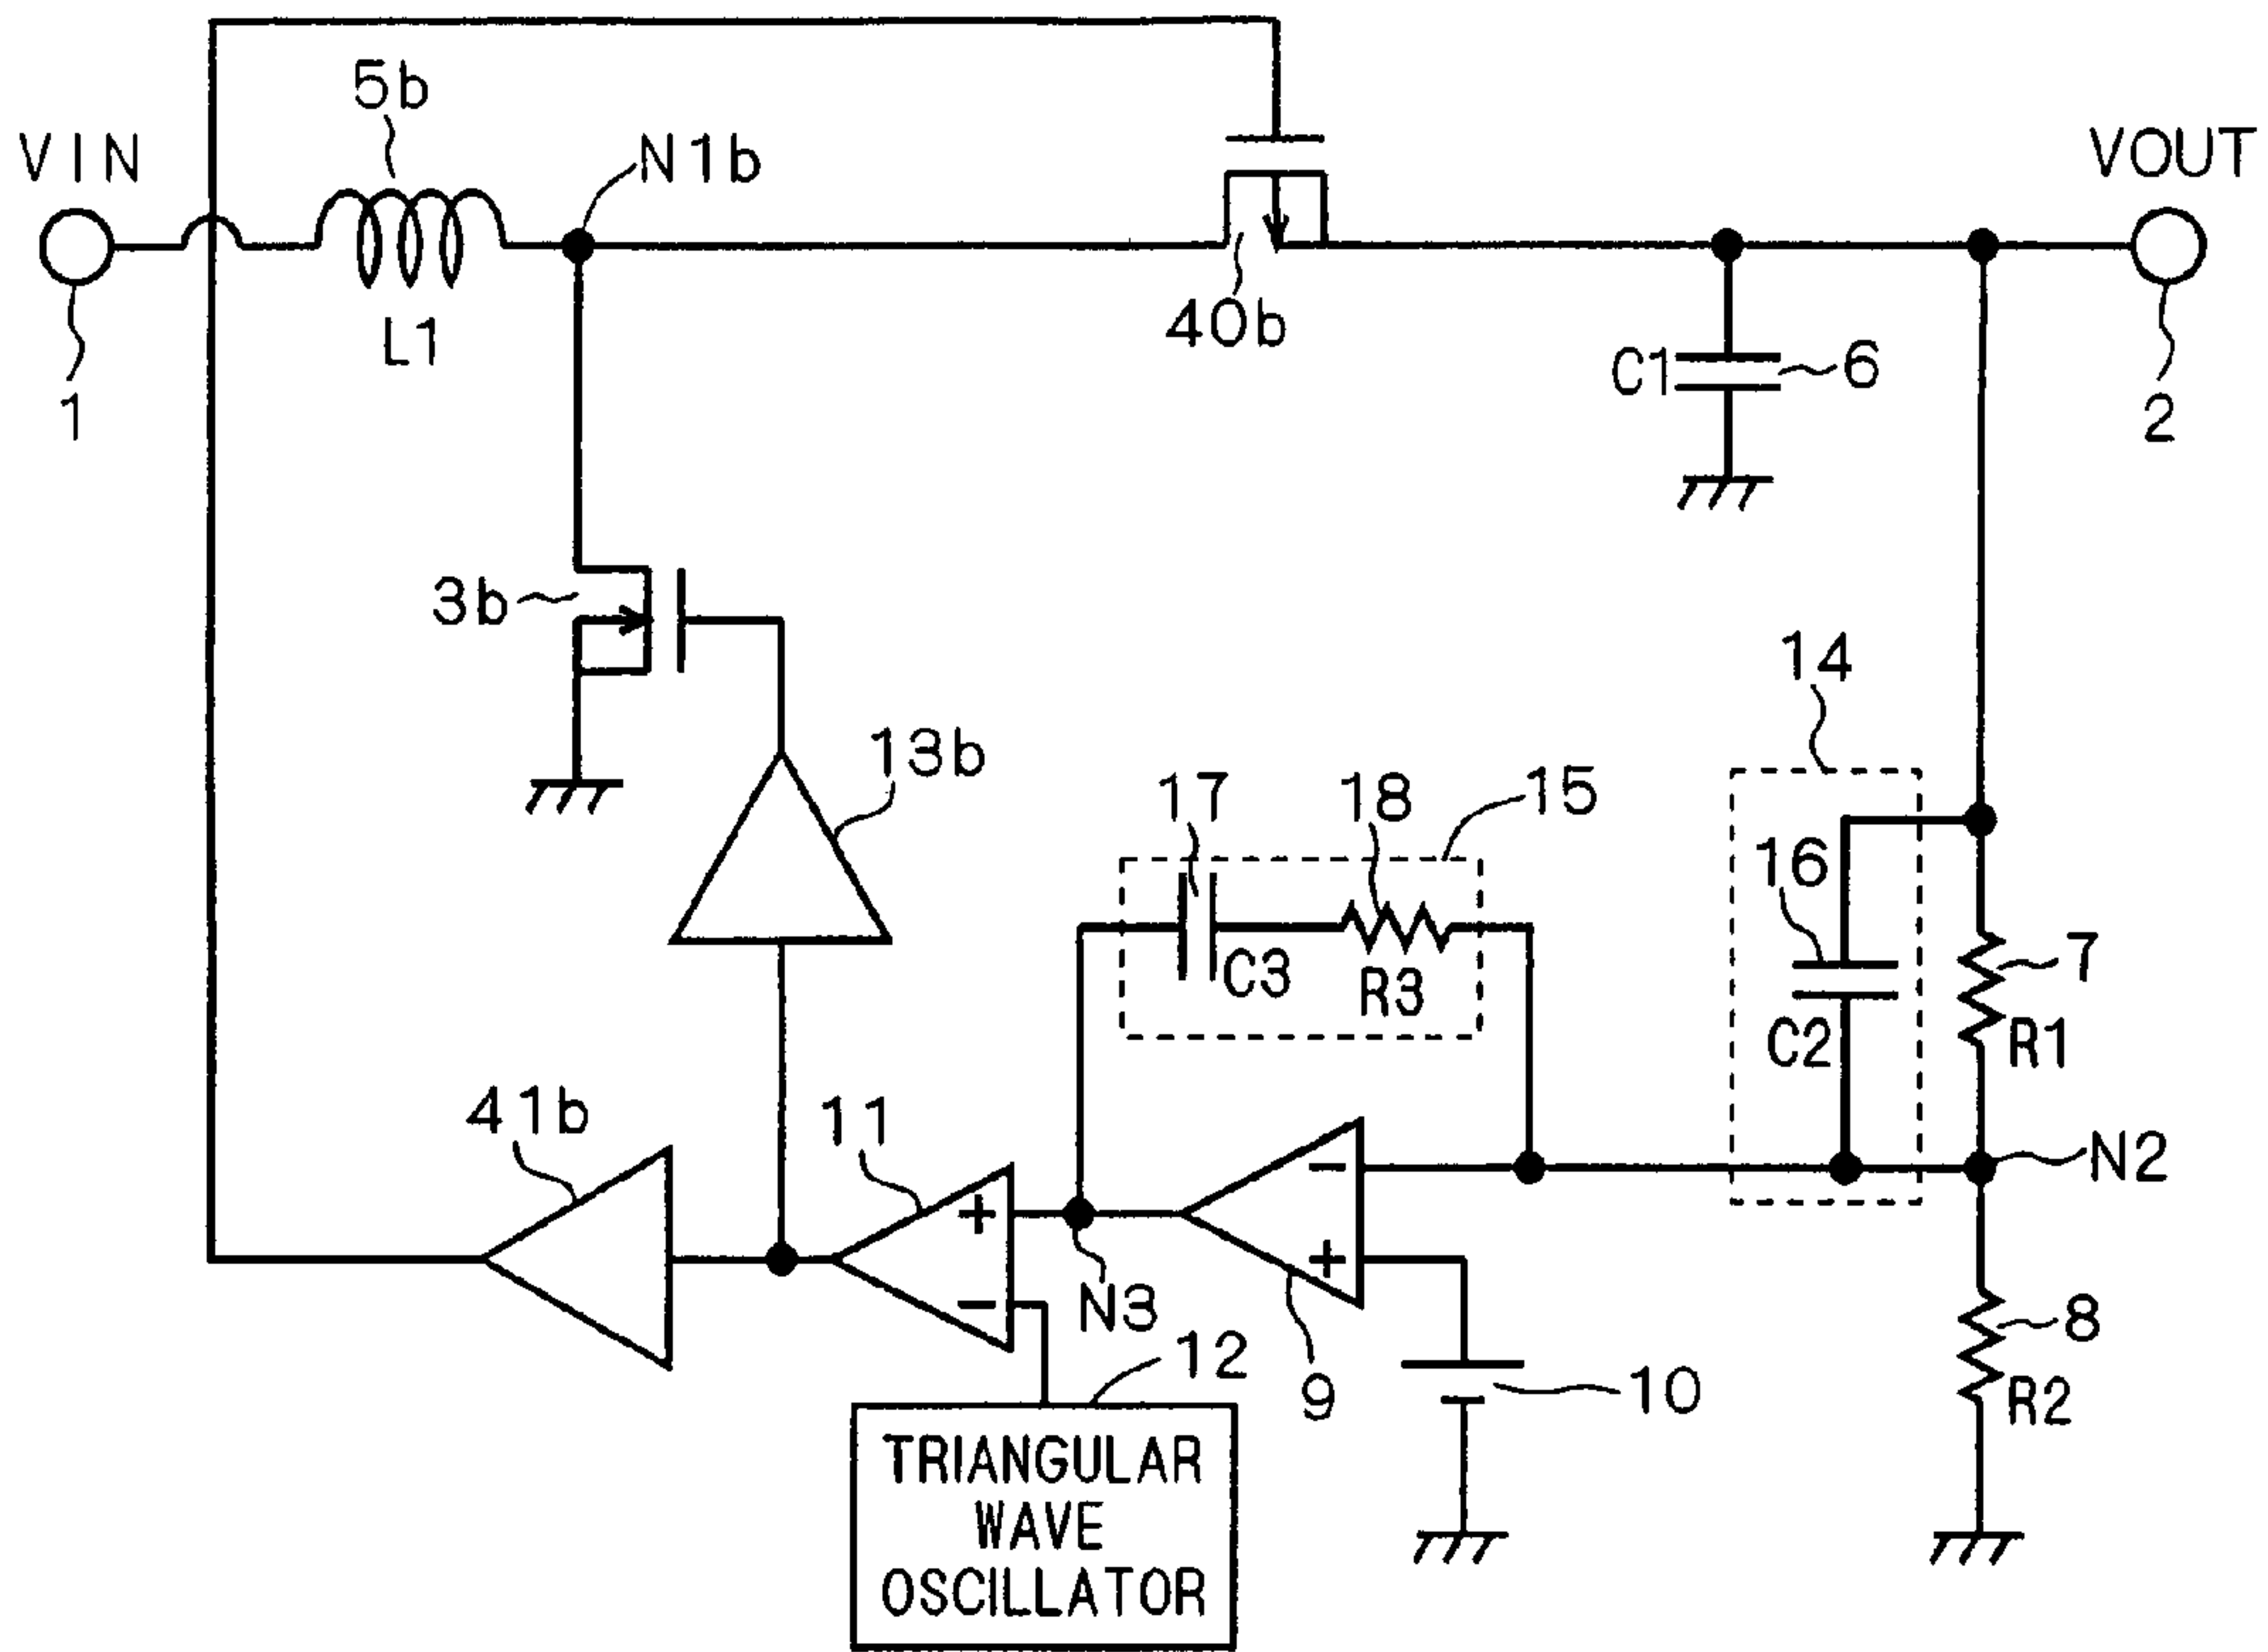 5b
VIN
N1b
VOUT
L1
40b
C1
6
1
2
3b
14
13b
17
18
15
16
7
C3
R3
C2
R1
41b
11
+
−
−
+
N2
N3
12
9
10
8
R2
TRIANGULAR
WAVE
OSCILLATOR